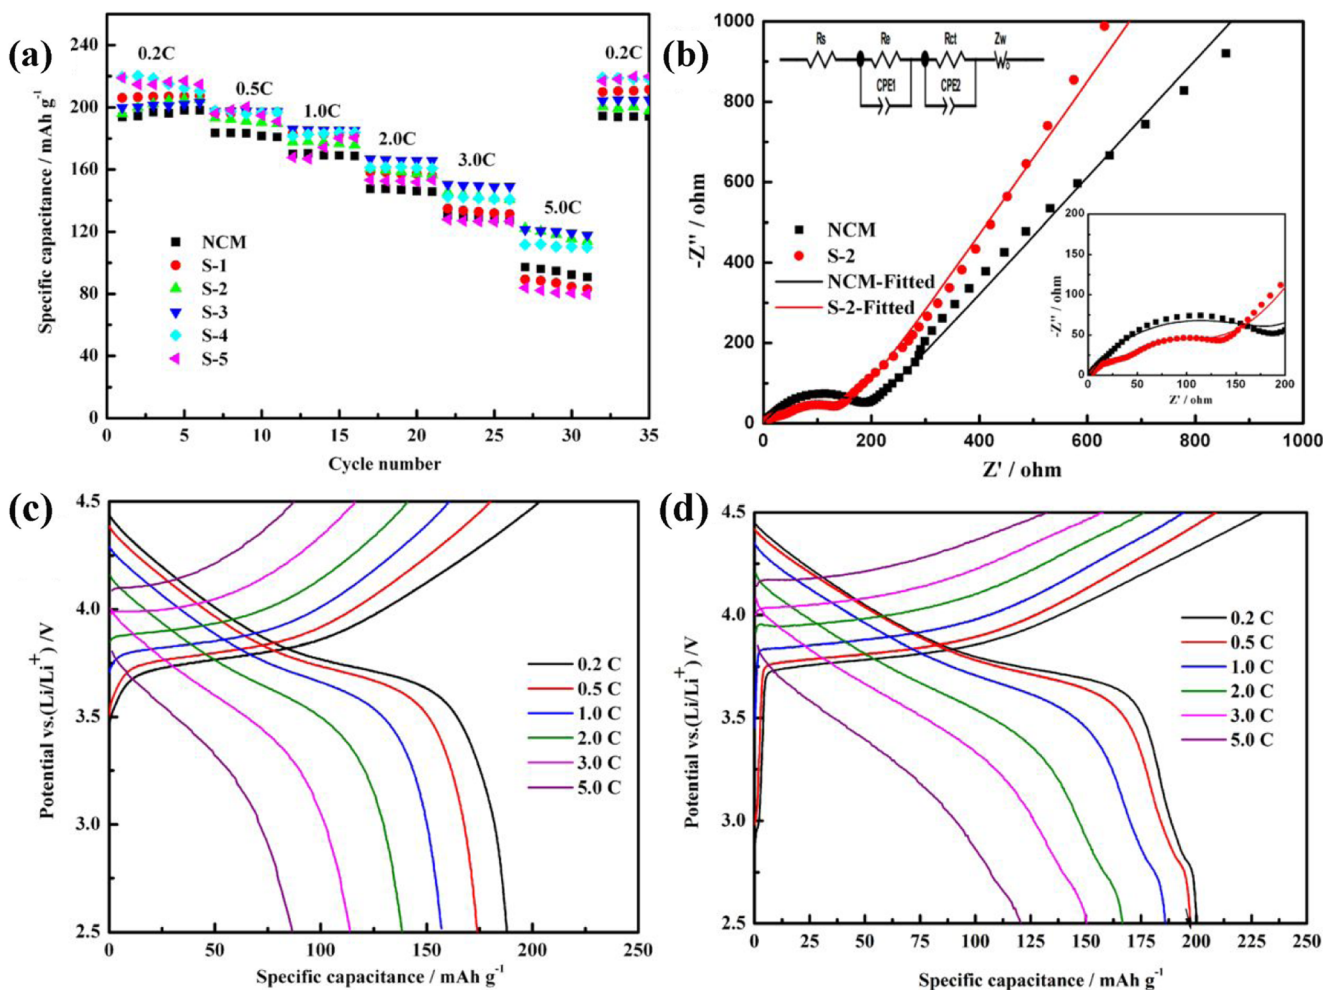 (a)
240
200
160
120
80
40
0
0
5
10
15
20
25
30
35
Specific capacitance / mAh g⁻¹
Cycle number
0.2C
0.5C
1.0C
2.0C
3.0C
5.0C
0.2C
NCM
S-1
S-2
S-3
S-4
S-5
(b)
-1000
-800
600
400
200
0
0
200
400
600
800
1000
-Z'' / ohm
Z' / ohm
Rs
Re
Rct
Zw
CPE1
CPE2
NCM
S-2
NCM-Fitted
S-2-Fitted
200
150
100
50
0
0
50
100
150
200
-Z'' / ohm
Z' / ohm
(c)
4.5
4.0
3.5
3.0
2.5
0
50
100
150
200
250
Potential vs.(Li/Li⁺) /V
Specific capacitance / mAh g⁻¹
0.2 C
0.5 C
1.0 C
2.0 C
3.0 C
5.0 C
(d)
4.5
4.0
3.5
3.0
2.5
0
25
50
75
100
125
150
175
200
225
250
Potential vs.(Li/Li⁺) /V
Specific capacitance / mAh g⁻¹
0.2 C
0.5 C
1.0 C
2.0 C
3.0 C
5.0 C